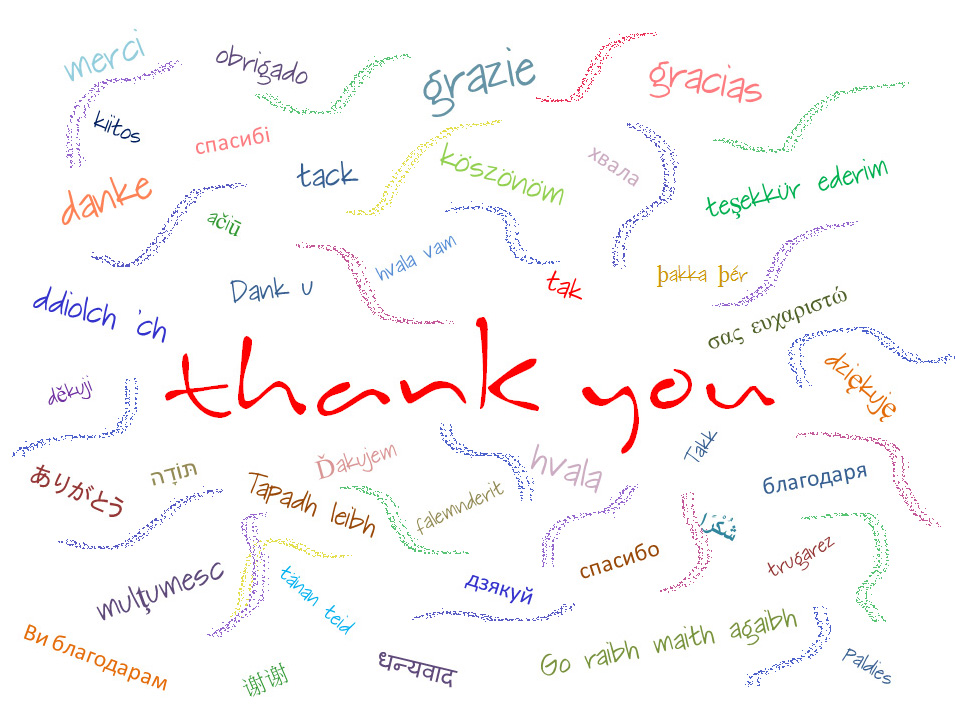 merci
obrigado
grazie
gracias
kiitos
спасибі
tack
köszönöm
хвала
teşekkür ederim
danke
ačiū
hvala vam
Dank u
tak
þakka þér
ddiolch 'ch
σας ευχαριστώ
thank you
děkuji
dziękuję
ありがとう
תּוֹדָה
Ďakujem
Tapadh leibh
falemnderit
hvala
Takk
благодаря
شُكْرًا
mulţumesc
tänan teid
дзякуй
спасибо
trugarez
Ви благодарам
谢谢
धन्यवाद
Go raibh maith agaibh
Paldies